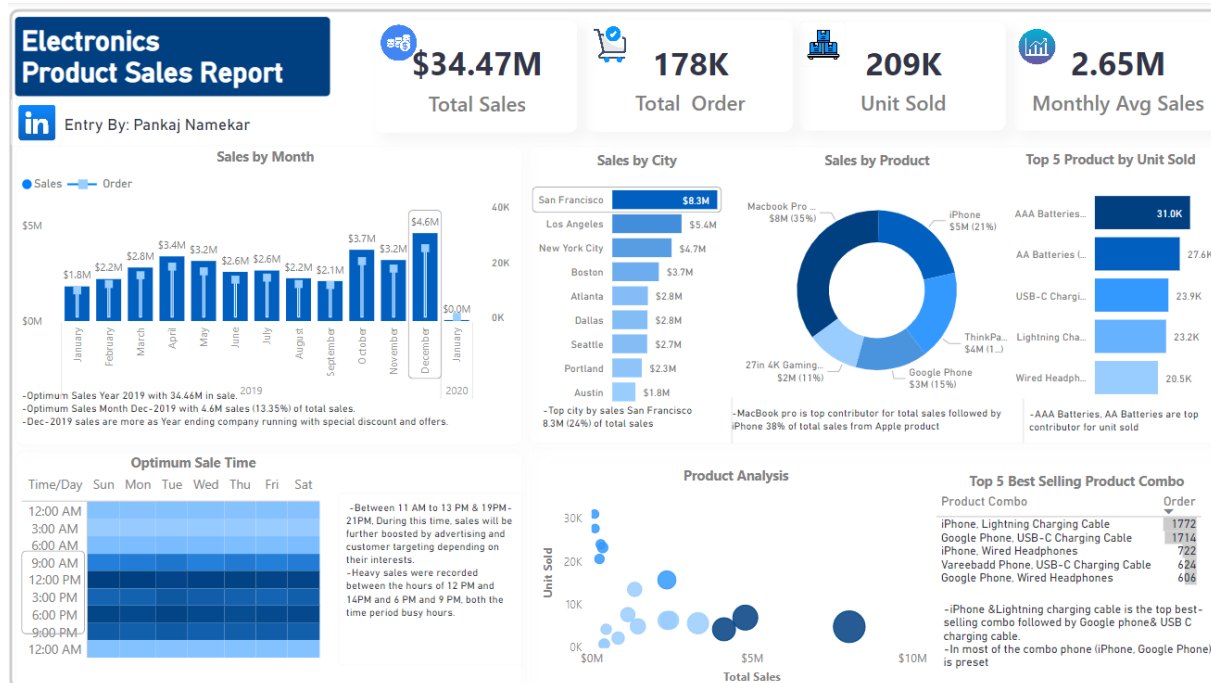 Electronics
Product Sales Report
in
Entry By: Pankaj Namekar
$34.47M
Total Sales
178K
Total Order
209K
Unit Sold
2.65M
Monthly Avg Sales
Sales by Month
Sales
Order
$5M
$0M
40K
20K
0K
$1.8M
$2.2M
$2.8M
$3.4M
$3.2M
$2.6M
$2.6M
$2.2M
$2.1M
$3.7M
$3.2M
$4.6M
$0.0M
January
February
March
April
May
June
July
August
September
October
November
December
January
2019
2020
-Optimum Sales Year 2019 with 34.46M in sale.
-Optimum Sales Month Dec-2019 with 4.6M sales (13.35%) of total sales.
-Dec-2019 sales are more as Year ending company running with special discount and offers.
Sales by City
San Francisco $8.3M
Los Angeles $5.4M
New York City $4.7M
Boston $3.7M
Atlanta $2.8M
Dallas $2.8M
Seattle $2.7M
Portland $2.3M
Austin $1.8M
-Top city by sales San Francisco
8.3M (24%) of total sales
Sales by Product
Macbook Pro ...
$8M (35%)
iPhone
$5M (21%)
ThinkPa...
$4M (1...)
Google Phone
$3M (15%)
27in 4K Gaming...
$2M (11%)
-MacBook pro is top contributor for total sales followed by
iPhone 38% of total sales from Apple product
Top 5 Product by Unit Sold
AAA Batteries... 31.0K
AA Batteries (... 27.6K
USB-C Chargi... 23.9K
Lightning Cha... 23.2K
Wired Headph... 20.5K
-AAA Batteries, AA Batteries are top
contributor for unit sold
Optimum Sale Time
Time/Day Sun Mon Tue Wed Thu Fri Sat
12:00 AM
3:00 AM
6:00 AM
9:00 AM
12:00 PM
3:00 PM
6:00 PM
9:00 PM
12:00 AM
-Between 11 AM to 13 PM & 19PM-
21PM, During this time, sales will be
further boosted by advertising and
customer targeting depending on
their interests.
-Heavy sales were recorded
between the hours of 12 PM and
14PM and 6 PM and 9 PM, both the
time period busy hours.
Product Analysis
Unit Sold
30K
20K
10K
0K
$0M
$5M
$10M
Total Sales
Top 5 Best Selling Product Combo
Product Combo Order
iPhone, Lightning Charging Cable 1772
Google Phone, USB-C Charging Cable 1714
iPhone, Wired Headphones 722
Vareebadd Phone, USB-C Charging Cable 624
Google Phone, Wired Headphones 606
-iPhone &Lightning charging cable is the top best-
selling combo followed by Google phone& USB C
charging cable.
-In most of the combo phone (iPhone, Google Phone)
is preset